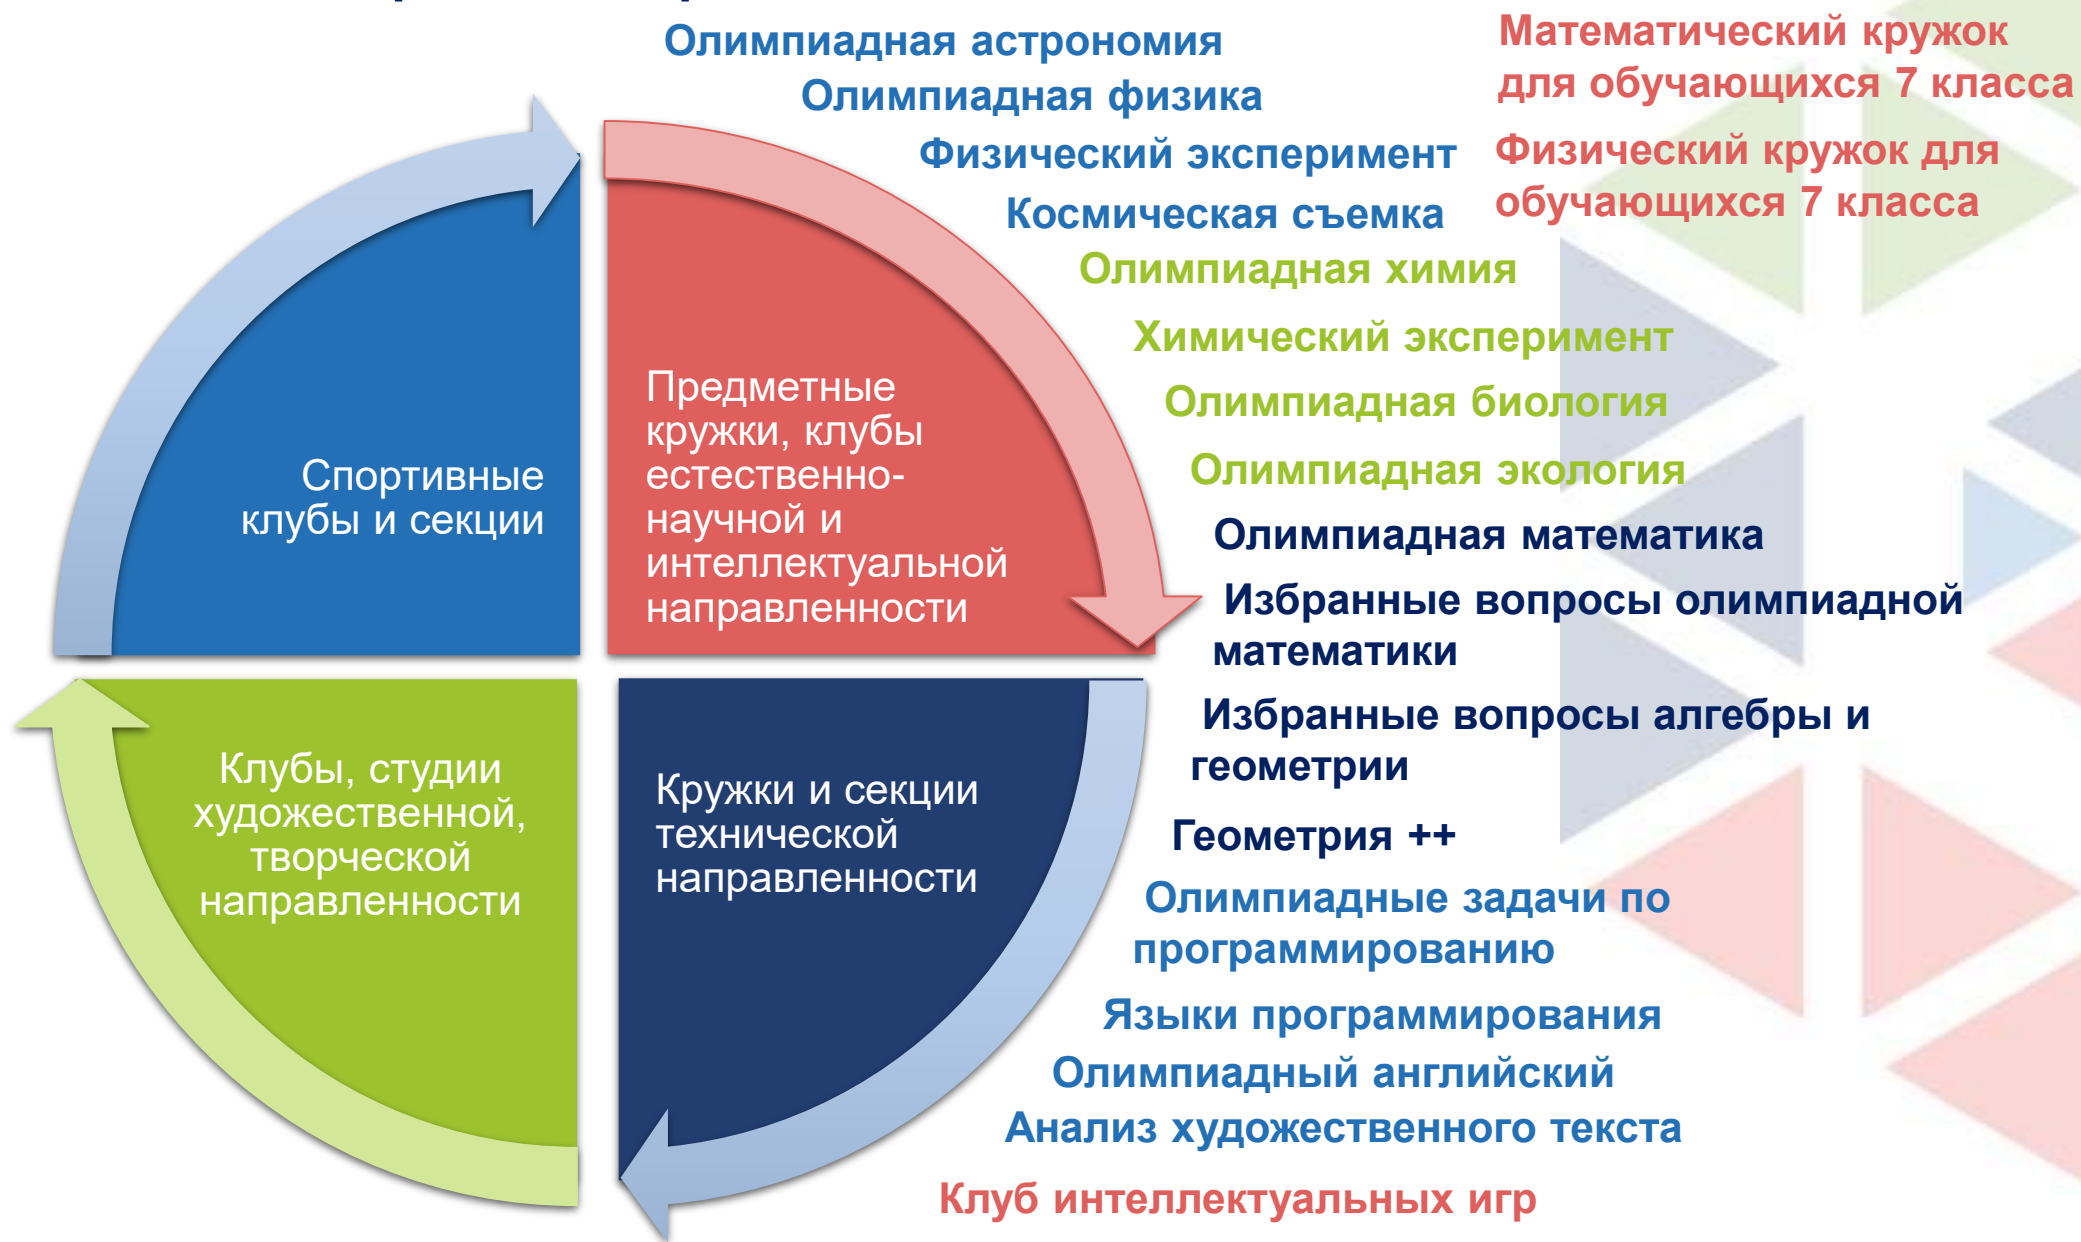 Олимпиадная астрономия
Олимпиадная физика
Физический эксперимент
Космическая съемка
Олимпиадная химия
Химический эксперимент
Олимпиадная биология
Олимпиадная экология
Олимпиадная математика
Избранные вопросы олимпиадной
математики
Избранные вопросы алгебры и
геометрии
Геометрия ++
Олимпиадные задачи по
программированию
Языки программирования
Олимпиадный английский
Анализ художественного текста
Клуб интеллектуальных игр
Математический кружок
для обучающихся 7 класса
Физический кружок для
обучающихся 7 класса
Спортивные
клубы и секции
Предметные
кружки, клубы
естественно-
научной и
интеллектуальной
направленности
Клубы, студии
художественной,
творческой
направленности
Кружки и секции
технической
направленности